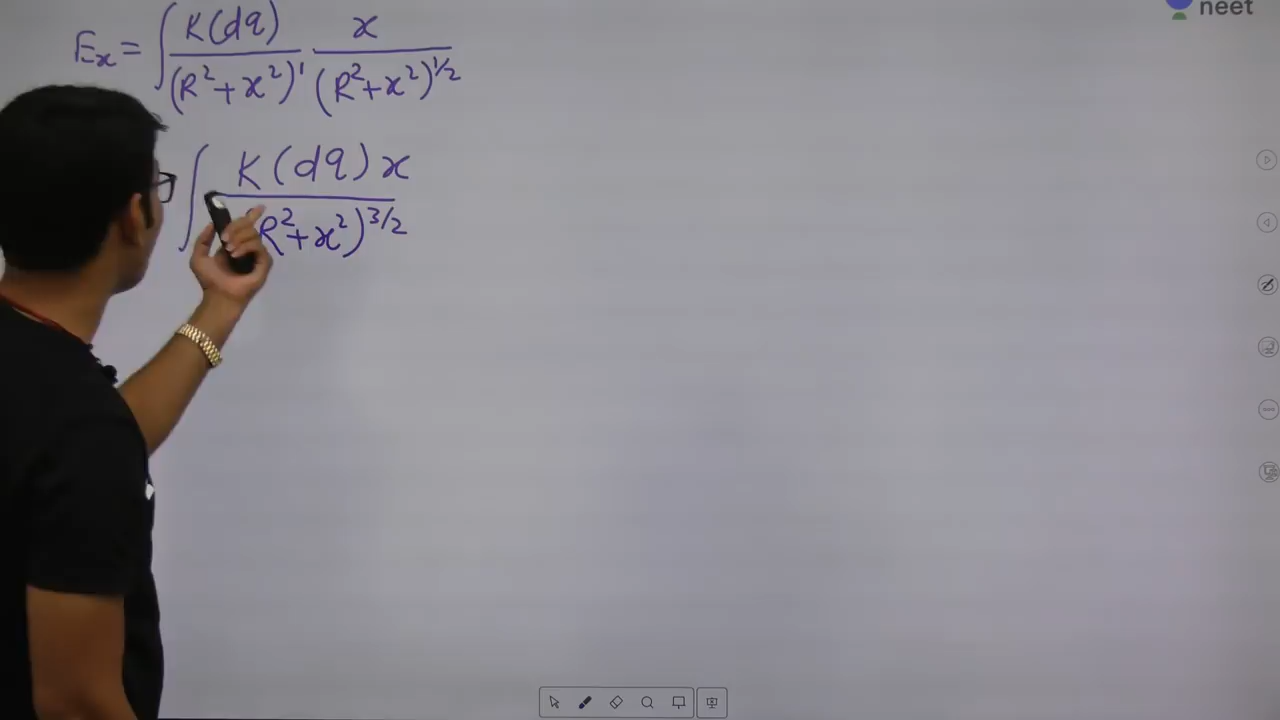 neet
Eₓ = ∫ K(dq)/(R²+x²)¹ x/(R²+x²)^1/2
∫ K(dq)x/(R²+x²)^3/2